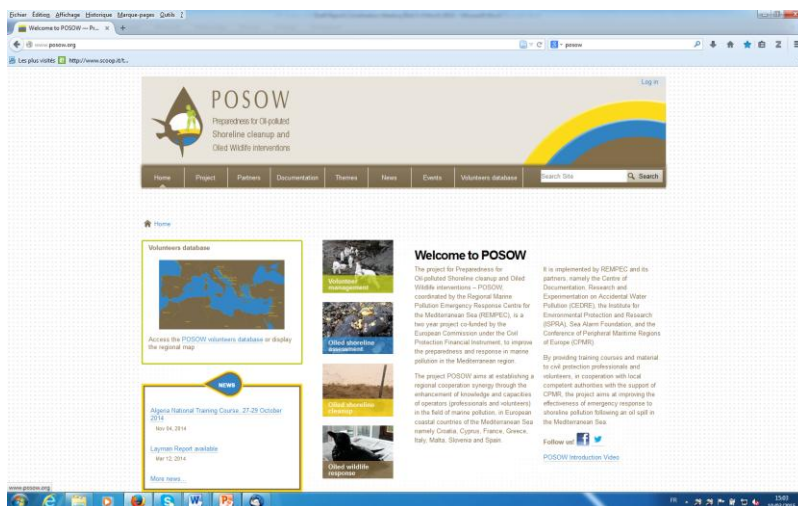 Fichier Édition Affichage Historique Marque-pages Outils ?
Welcome to POSOW — Pr... × +
www.posow.org
posow
Les plus visités http://www.scoop.it/t...
Log in
POSOW
Preparedness for Oil-polluted
Shoreline cleanup and
Oiled Wildlife interventions
Home Project Partners Documentation Themes News Events Volunteers database Search Site Search
Home
Volunteers database
Access the POSOW volunteers database or display
the regional map
NEWS
Algeria National Training Course, 27-29 October
2014
Nov 04, 2014
Layman Report available
Mar 12, 2014
More news...
Volunteer
management
Oiled shoreline
assessment
Oiled shoreline
cleanup
Oiled wildlife
response
Welcome to POSOW
The project for Preparedness for
Oil-polluted Shoreline cleanup and Oiled
Wildlife interventions – POSOW,
coordinated by the Regional Marine
Pollution Emergency Response Centre for
the Mediterranean Sea (REMPEC), is a
two year project co-funded by the
European Commission under the Civil
Protection Financial Instrument, to improve
the preparedness and response in marine
pollution in the Mediterranean region.
The project POSOW aims at establishing a
regional cooperation synergy through the
enhancement of knowledge and capacities
of operators (professionals and volunteers)
in the field of marine pollution, in European
coastal countries of the Mediterranean Sea
namely Croatia, Cyprus, France, Greece,
Italy, Malta, Slovenia and Spain.
It is implemented by REMPEC and its
partners, namely the Centre of
Documentation, Research and
Experimentation on Accidental Water
Pollution (CEDRE), the Institute for
Environmental Protection and Research
(ISPRA), Sea Alarm Foundation, and the
Conference of Peripheral Maritime Regions
of Europe (CPMR)
By providing training courses and material
to civil protection professionals and
volunteers, in cooperation with local
competent authorities with the support of
CPMR, the project aims at improving the
effectiveness of emergency response to
shoreline pollution following an oil spill in
the Mediterranean Sea
Follow us!
POSOW Introduction Video
www.posow.org
FR
15:03